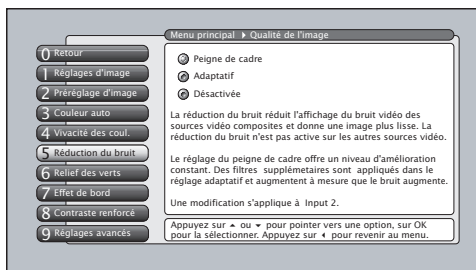 Menu principal ▸ Qualité de l'image
0 Retour
1 Réglages d'image
2 Préréglage d'image
3 Couleur auto
4 Vivacité des coul.
5 Réduction du bruit
6 Relief des verts
7 Effet de bord
8 Contraste renforcé
9 Réglages avancés
Peigne de cadre
Adaptatif
Désactivée
La réduction du bruit réduit l'affichage du bruit vidéo des
sources vidéo composites et donne une image plus lisse. La
réduction du bruit n'est pas active sur les autres sources vidéo.
Le réglage du peigne de cadre offre un niveau d'amélioration
constant. Des filtres supplémetaires sont appliqués dans le
réglage adaptatif et augmentent à mesure que le bruit augmente.
Une modification s'applique à Input 2.
Appuyez sur ▴ ou ▾ pour pointer vers une option, sur OK
pour la sélectionner. Appuyez sur ◂ pour revenir au menu.